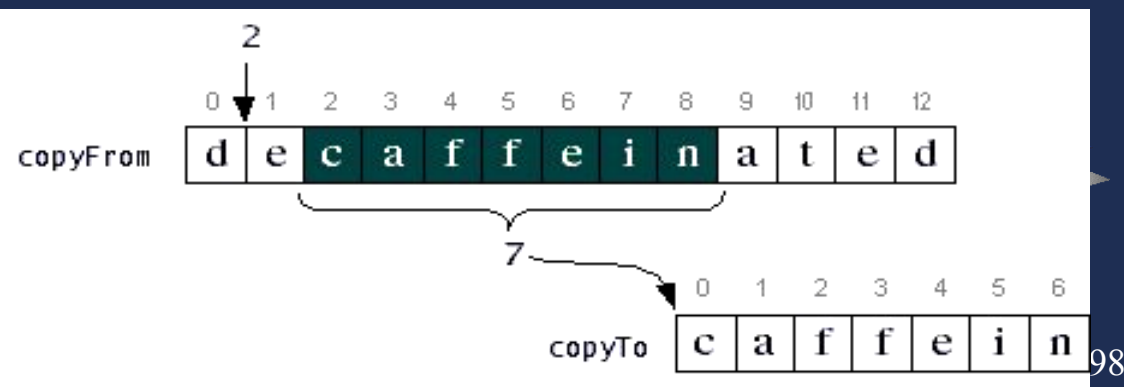 2
0 1 2 3 4 5 6 7 8 9 10 11 12
copyFrom d e c a f f e i n a t e d
7
0 1 2 3 4 5 6
copyTo c a f f e i n
98